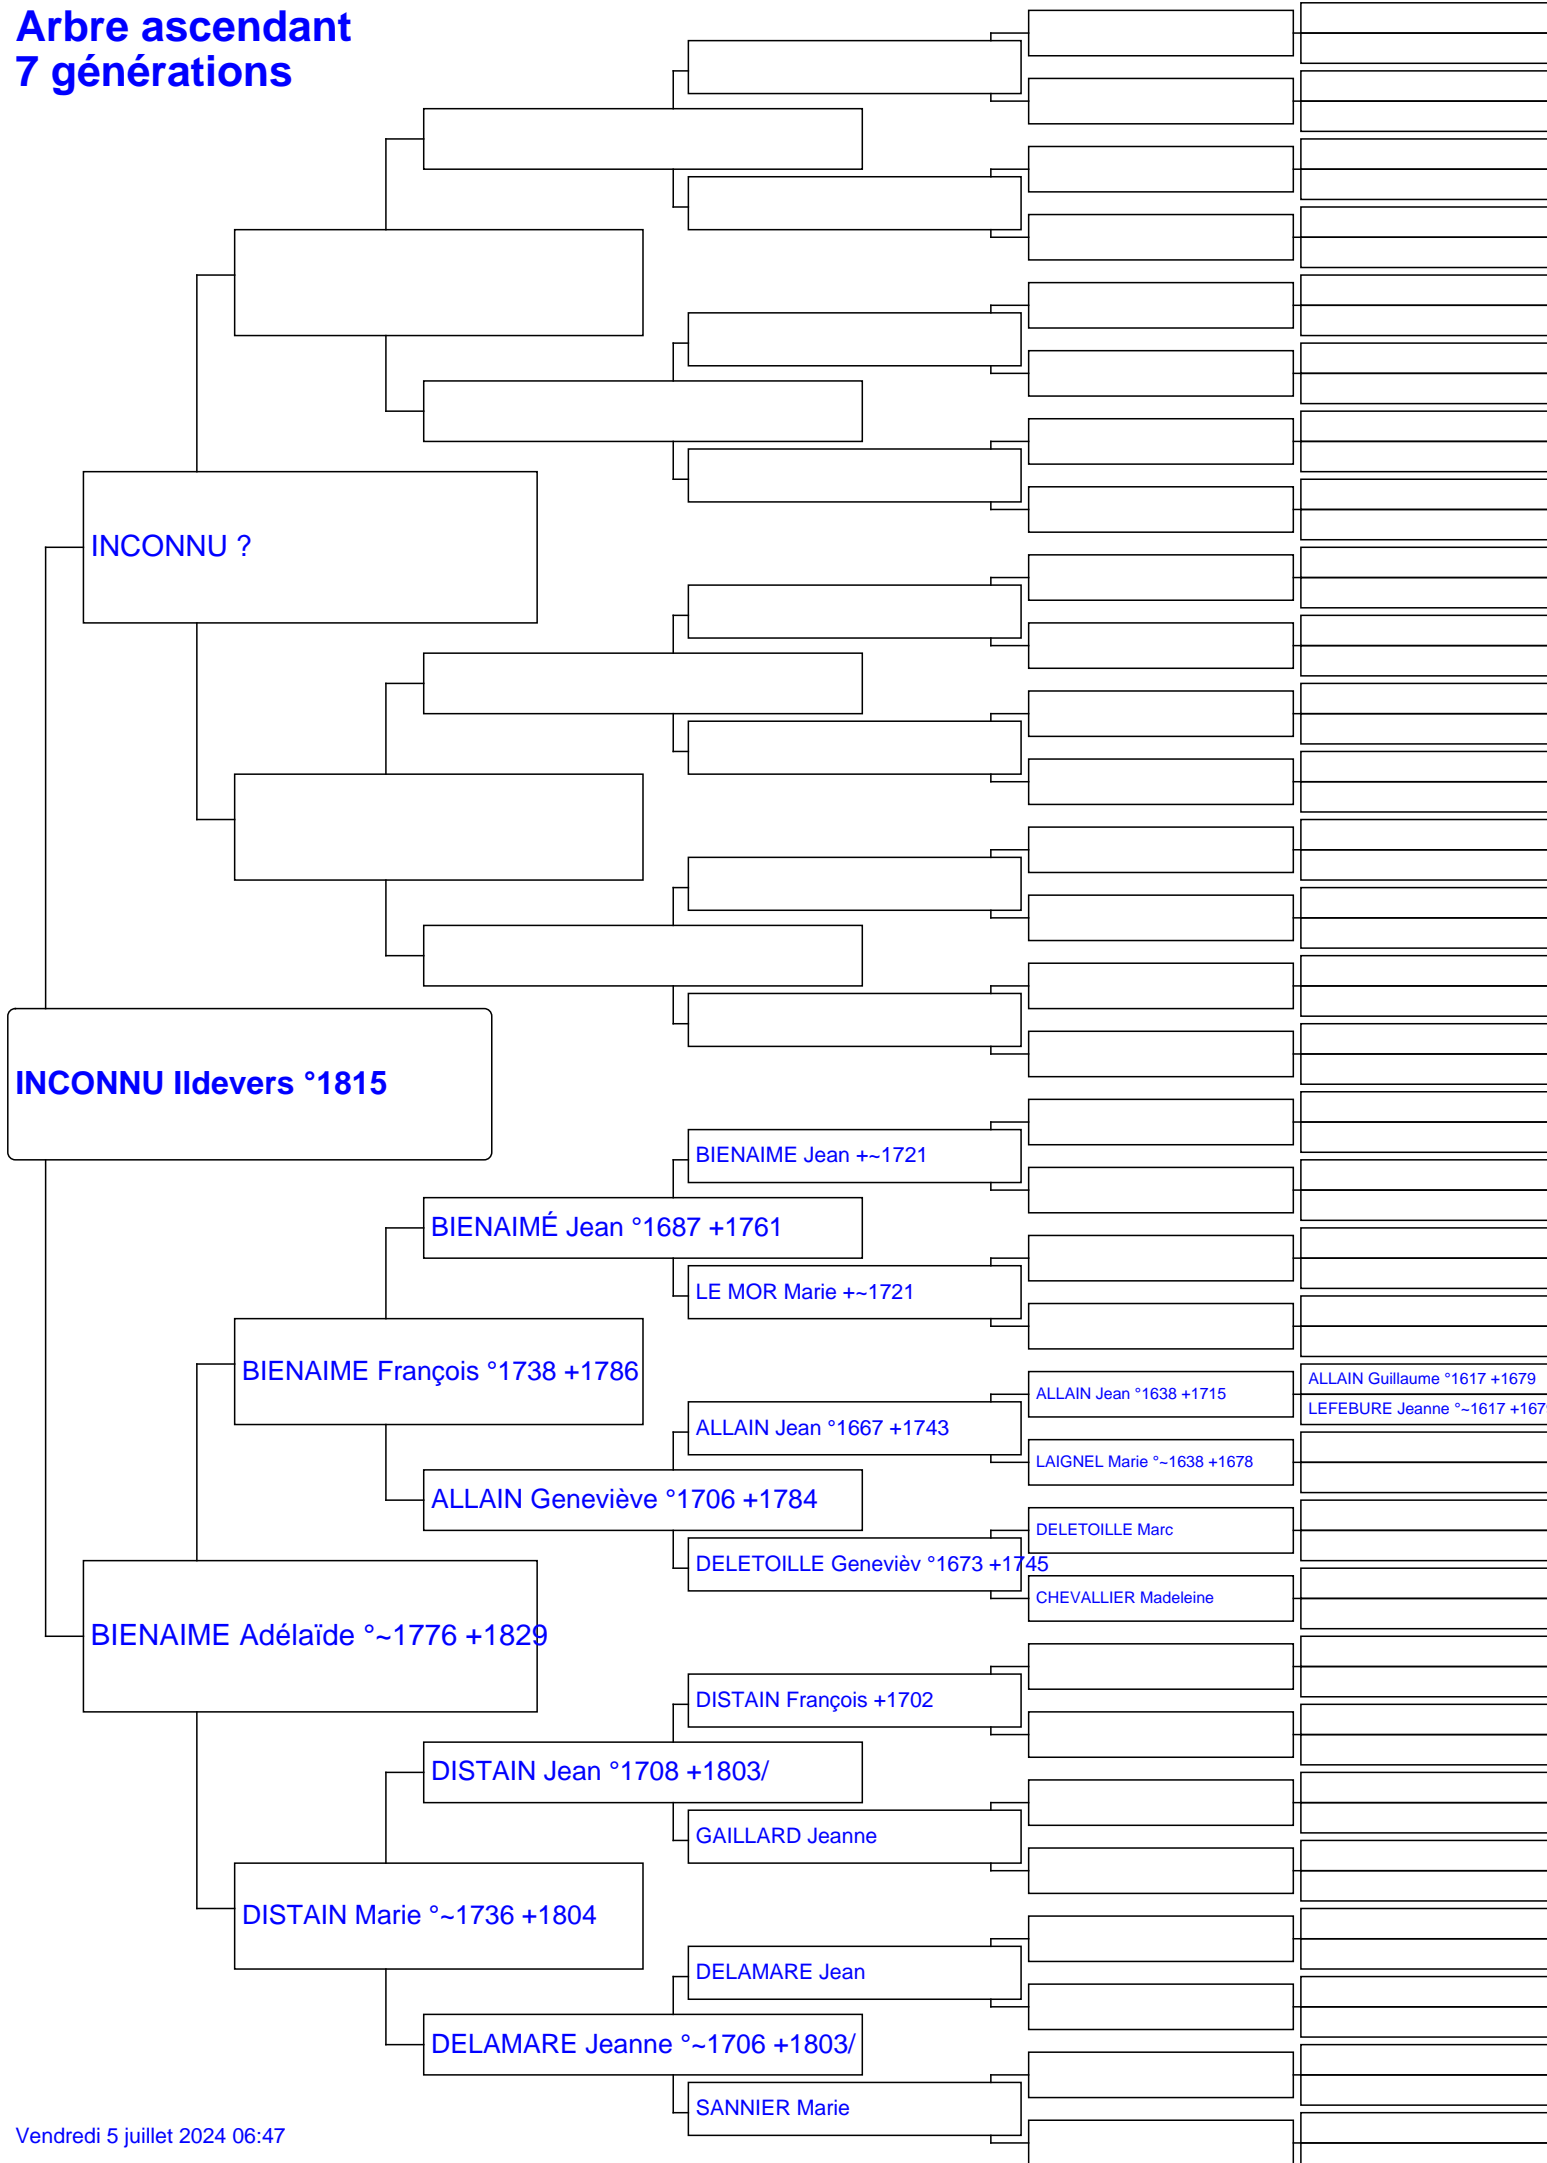 Arbre ascendant
7 générations
INCONNU ?
INCONNU Ildevers °1815
BIENAIME Jean +~1721
BIENAIMÉ Jean °1687 +1761
LE MOR Marie +~1721
BIENAIME François °1738 +1786
ALLAIN Guillaume °1617 +1679
ALLAIN Jean °1638 +1715
LEFEBURE Jeanne °~1617 +167
ALLAIN Jean °1667 +1743
LAIGNEL Marie °~1638 +1678
ALLAIN Geneviève °1706 +1784
DELETOILLE Marc
DELETOILLE Genevièv °1673 +1745
CHEVALLIER Madeleine
BIENAIME Adélaïde °~1776 +1829
DISTAIN François +1702
DISTAIN Jean °1708 +1803/
GAILLARD Jeanne
DISTAIN Marie °~1736 +1804
DELAMARE Jean
DELAMARE Jeanne °~1706 +1803/
SANNIER Marie
Vendredi 5 juillet 2024 06:47